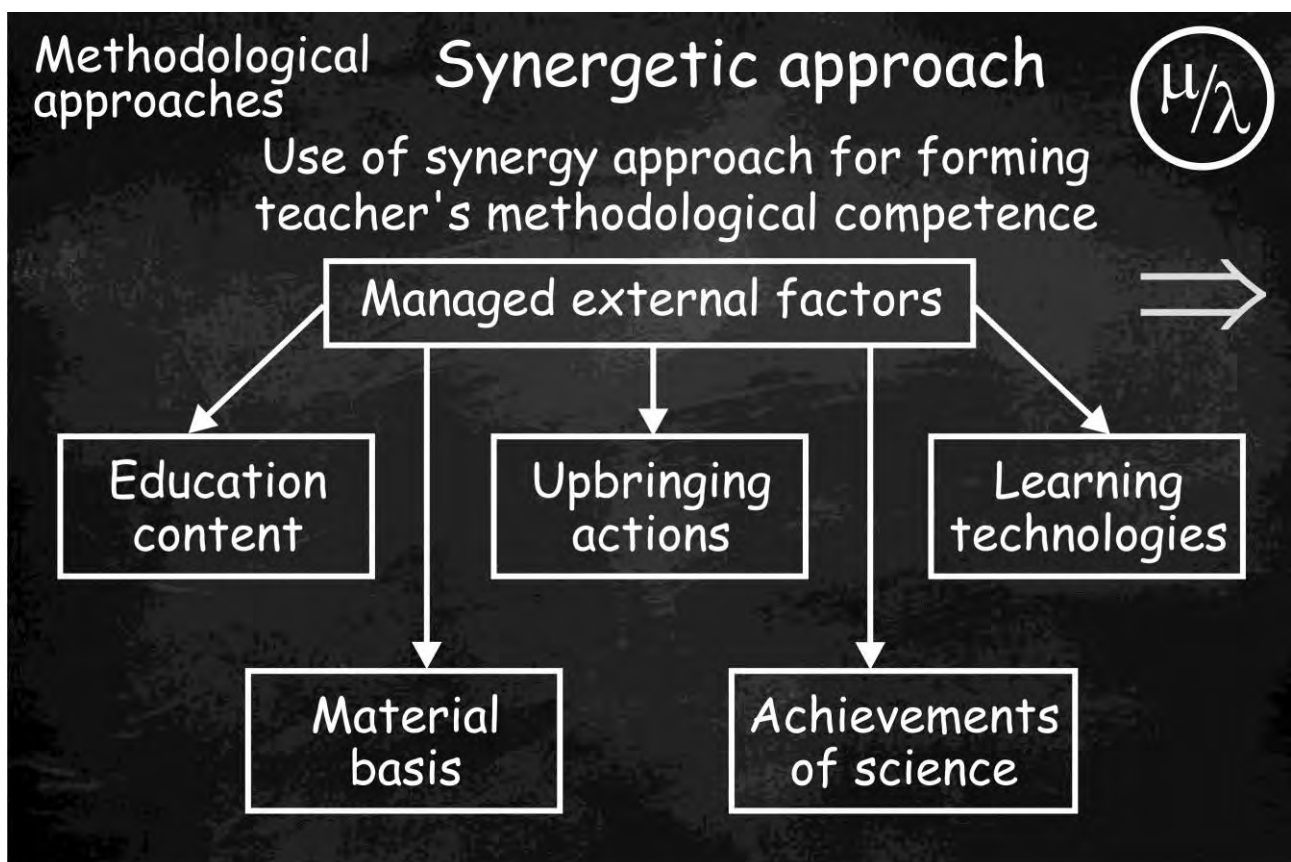 Methodological
approaches
Synergetic approach
μ/λ
Use of synergy approach for forming
teacher's methodological competence
Managed external factors
Education
content
Upbringing
actions
Learning
technologies
Material
basis
Achievements
of science